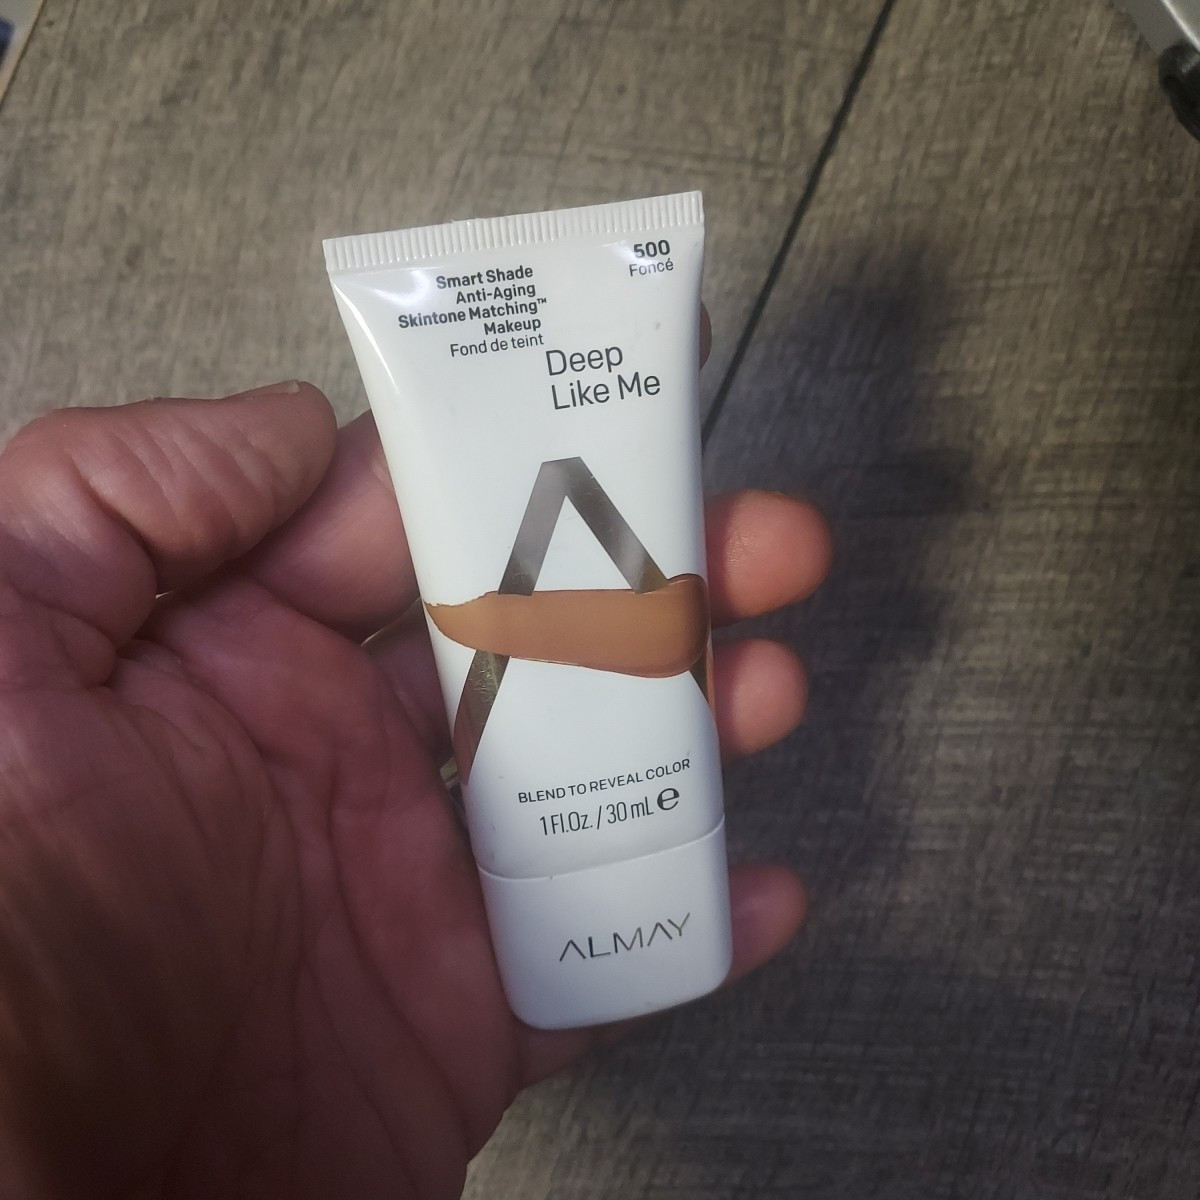 Smart Shade
Anti-Aging
Skintone Matching™
Makeup
Fond de teint
500
Foncé
Deep
Like Me
BLEND TO REVEAL COLOR
1 Fl.Oz. / 30 mL ℮
ALMAY